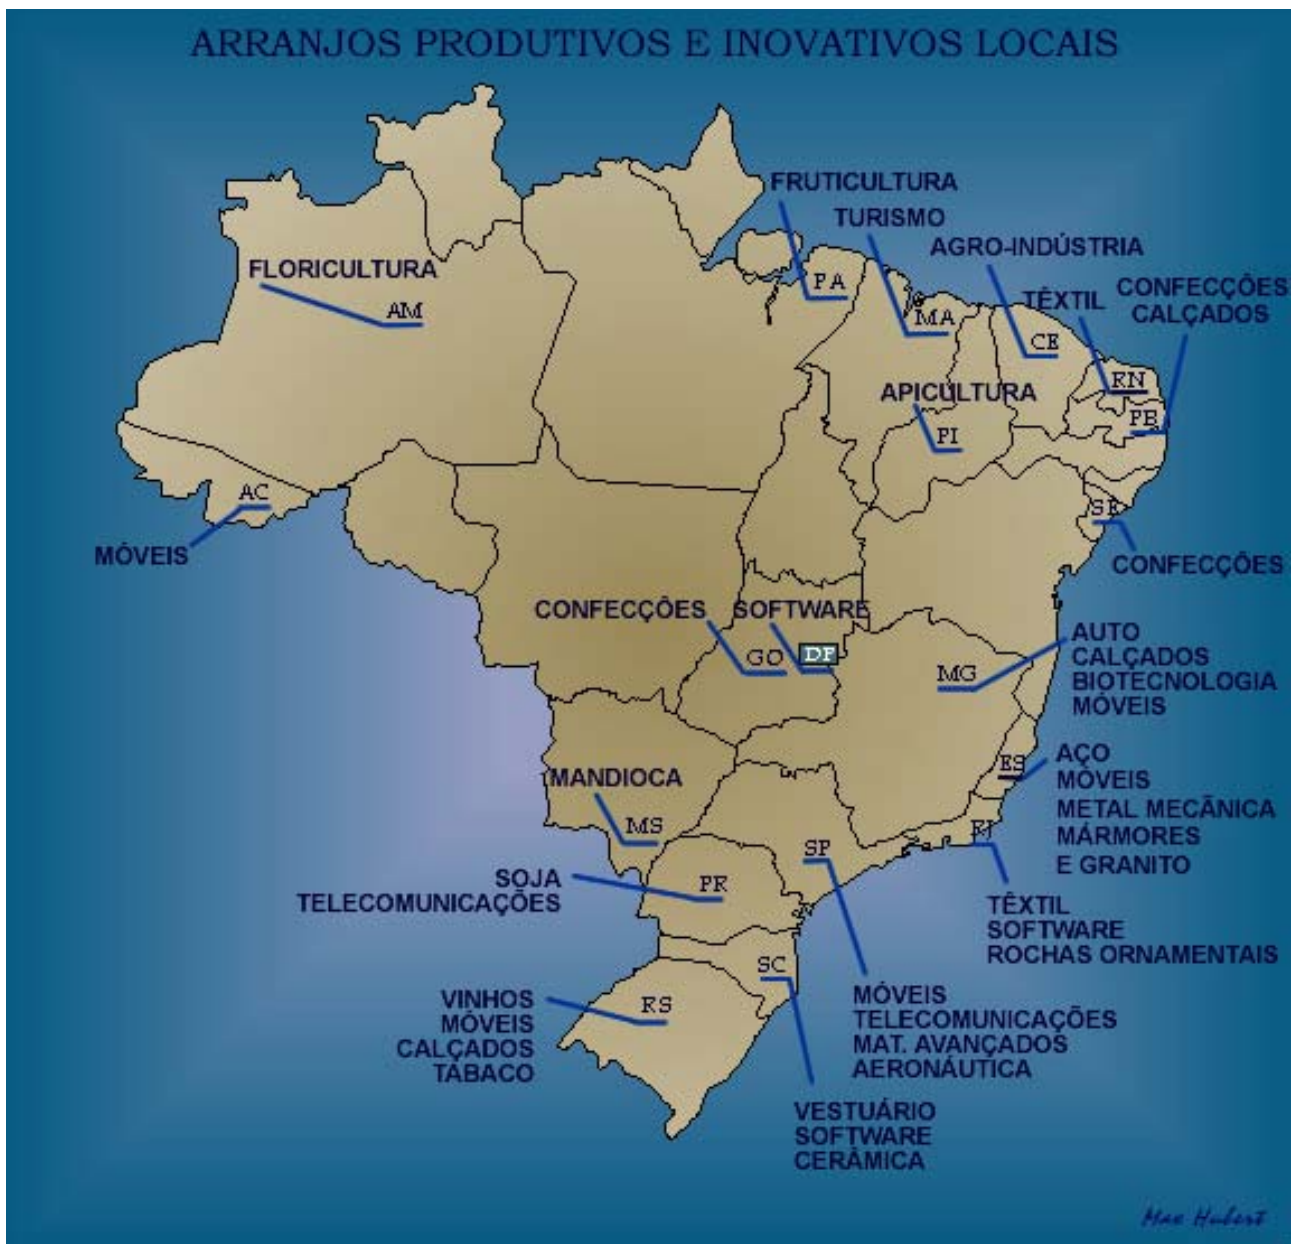 ARRANJOS PRODUTIVOS E INOVATIVOS LOCAIS
FRUTICULTURA
TURISMO
AGRO-INDÚSTRIA
FLORICULTURA
CONFECÇÕES
TÊXTIL
CALÇADOS
PA
AM
MA
CE
RN
APICULTURA
PB
PI
AC
SE
MÓVEIS
CONFECÇÕES
CONFECÇÕES
SOFTWARE
GO
DF
MG
AUTO
CALÇADOS
BIOTECNOLOGIA
MÓVEIS
ES
AÇO
MÓVEIS
METAL MECÃNICA
MÁRMORES
E GRANITO
MANDIOCA
MS
RJ
SP
PR
SOJA
TELECOMUNICAÇÕES
TÊXTIL
SOFTWARE
ROCHAS ORNAMENTAIS
SC
RS
VINHOS
MÓVEIS
CALÇADOS
TABACO
MÓVEIS
TELECOMUNICAÇÕES
MAT. AVANÇADOS
AERONÁUTICA
VESTUÁRIO
SOFTWARE
CERÂMICA
Max Hubert